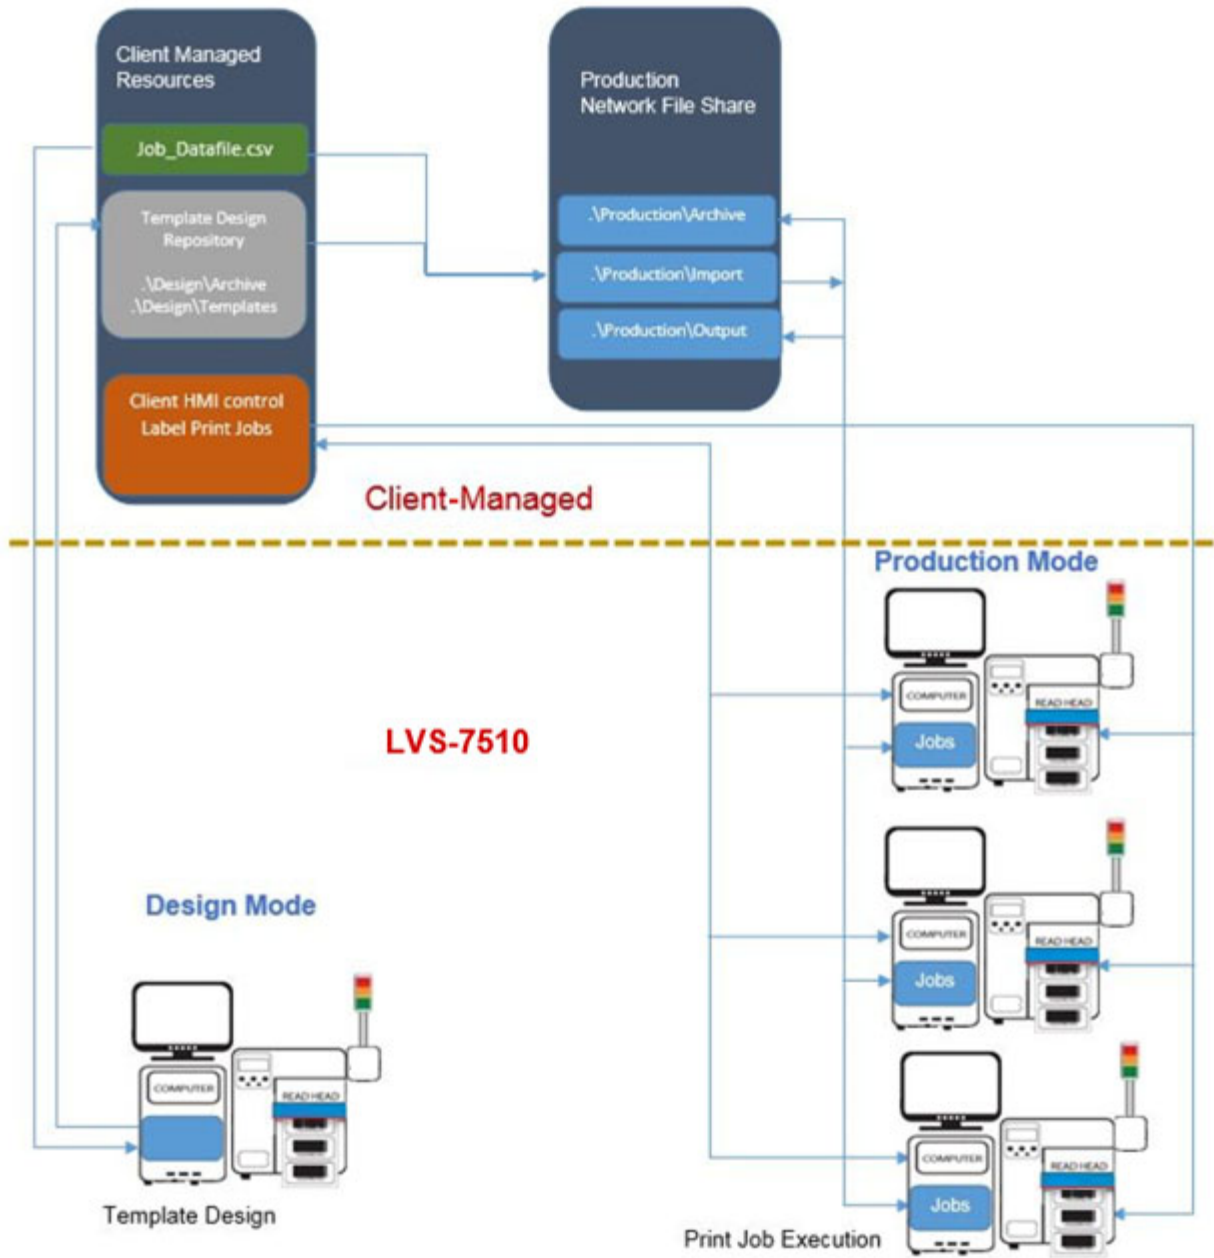 Client Managed
Resources
Job_Datafile.csv
Template Design
Repository
.\Design\Archive
.\Design\Templates
Client HMI control
Label Print Jobs
Production
Network File Share
.\Production\Archive
.\Production\Import
.\Production\Output
Client-Managed
Production Mode
COMPUTER
READ HEAD
Jobs
LVS-7510
COMPUTER
READ HEAD
Jobs
Design Mode
COMPUTER
READ HEAD
Template Design
COMPUTER
READ HEAD
Jobs
Print Job Execution